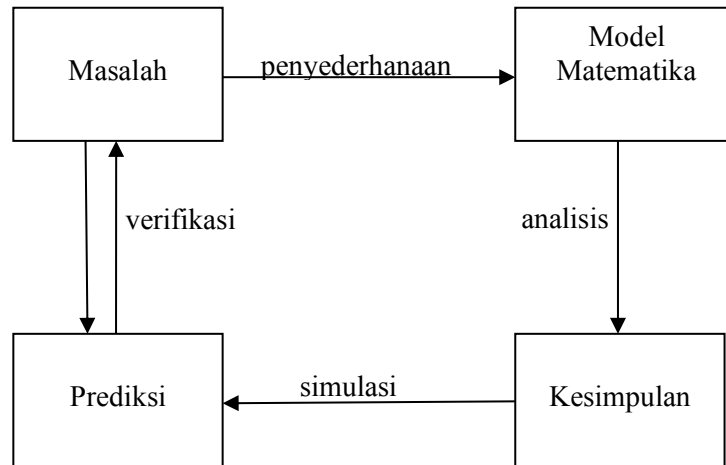 Masalah
penyederhanaan
Model
Matematika
verifikasi
analisis
Prediksi
simulasi
Kesimpulan